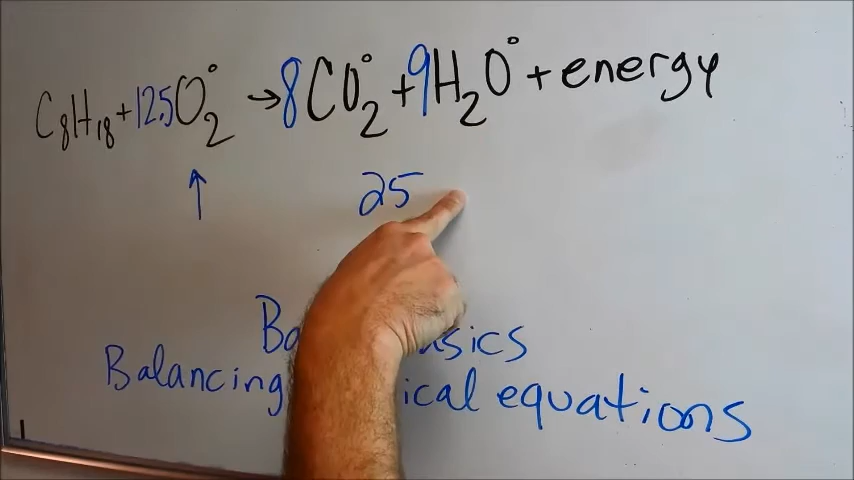 C₈H₁₈ + 12.5O₂° → 8CO₂° + 9H₂O° + energy
↑ 25
Ba sics
Balancing ical equations